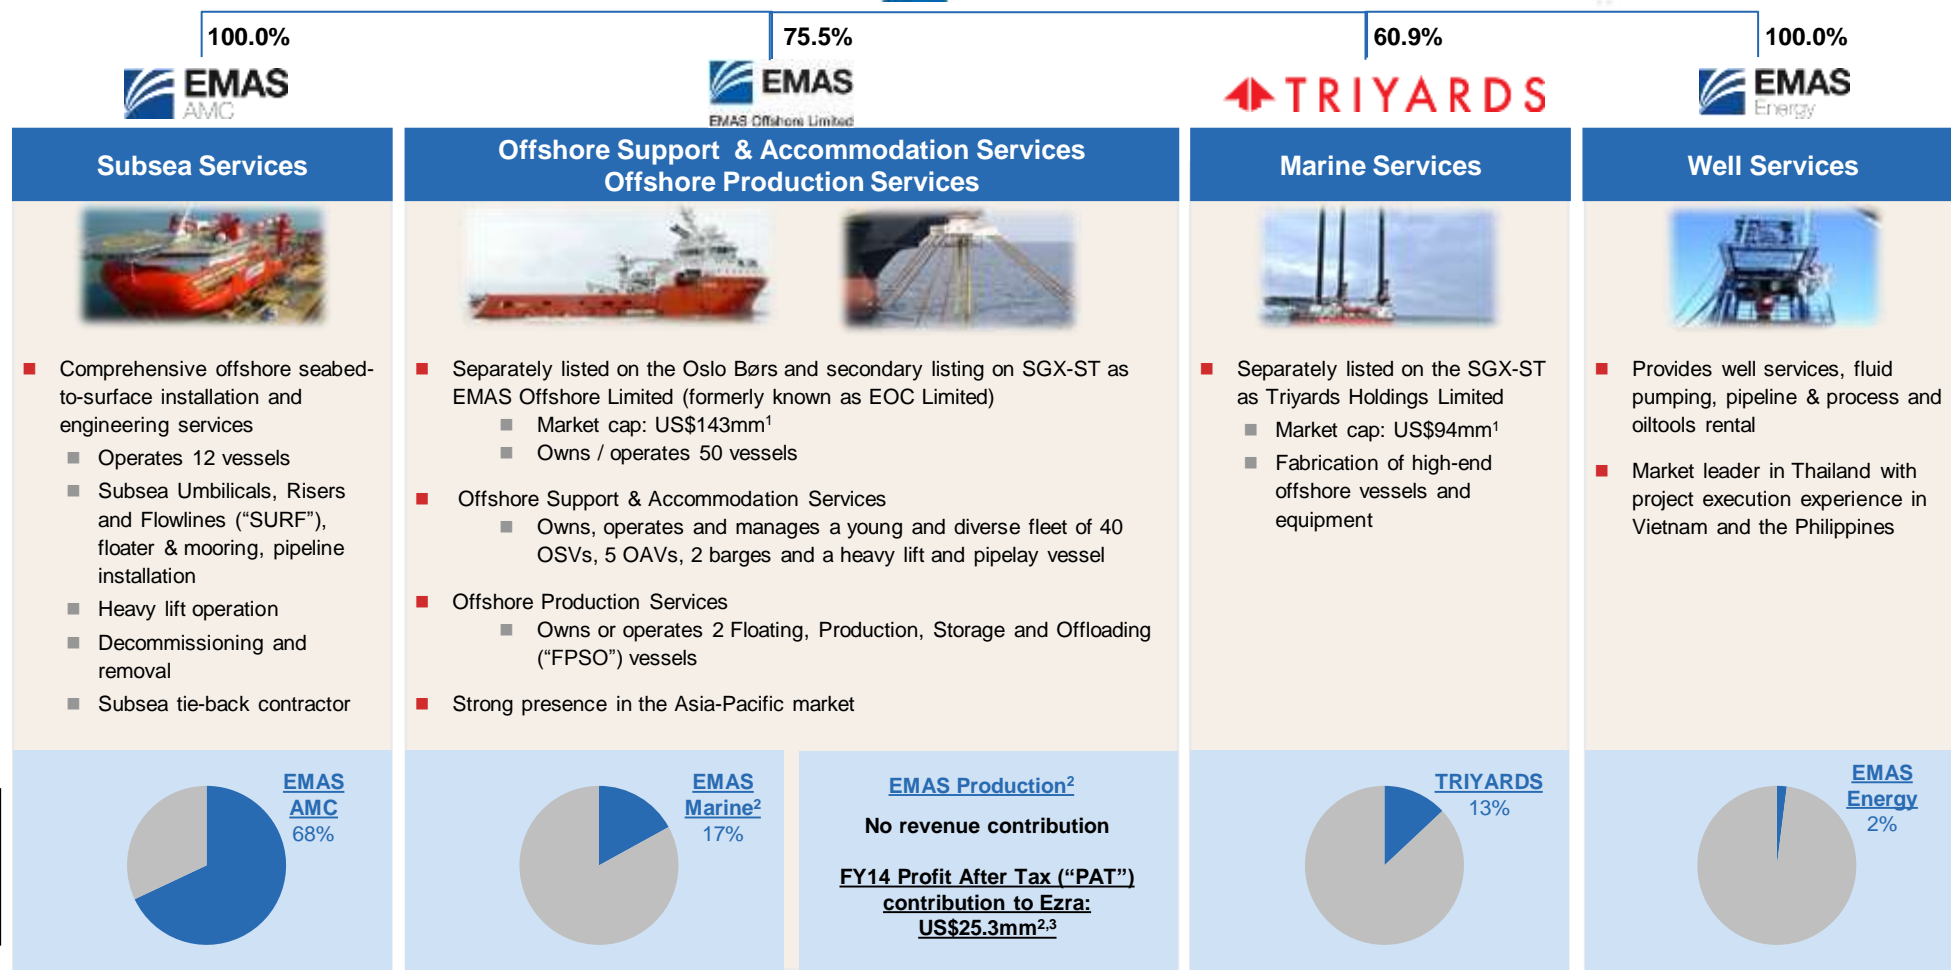 100.0%
75.5%
60.9%
100.0%
EMAS
AMC
EMAS
EMAS Offshore Limited
TRIYARDS
EMAS
Energy
Subsea Services
Offshore Support & Accommodation Services
Offshore Production Services
Marine Services
Well Services
Comprehensive offshore seabed-
to-surface installation and
engineering services
Operates 12 vessels
Subsea Umbilicals, Risers
and Flowlines (“SURF”),
floater & mooring, pipeline
installation
Heavy lift operation
Decommissioning and
removal
Subsea tie-back contractor
Separately listed on the Oslo Børs and secondary listing on SGX-ST as
EMAS Offshore Limited (formerly known as EOC Limited)
Market cap: US$143mm¹
Owns / operates 50 vessels
Offshore Support & Accommodation Services
Owns, operates and manages a young and diverse fleet of 40
OSVs, 5 OAVs, 2 barges and a heavy lift and pipelay vessel
Offshore Production Services
Owns or operates 2 Floating, Production, Storage and Offloading
(“FPSO”) vessels
Strong presence in the Asia-Pacific market
Separately listed on the SGX-ST
as Triyards Holdings Limited
Market cap: US$94mm¹
Fabrication of high-end
offshore vessels and
equipment
Provides well services, fluid
pumping, pipeline & process and
oiltools rental
Market leader in Thailand with
project execution experience in
Vietnam and the Philippines
EMAS
AMC
68%
EMAS
Marine²
17%
EMAS Production²
No revenue contribution
FY14 Profit After Tax (“PAT”)
contribution to Ezra:
US$25.3mm²,³
TRIYARDS
13%
EMAS
Energy
2%